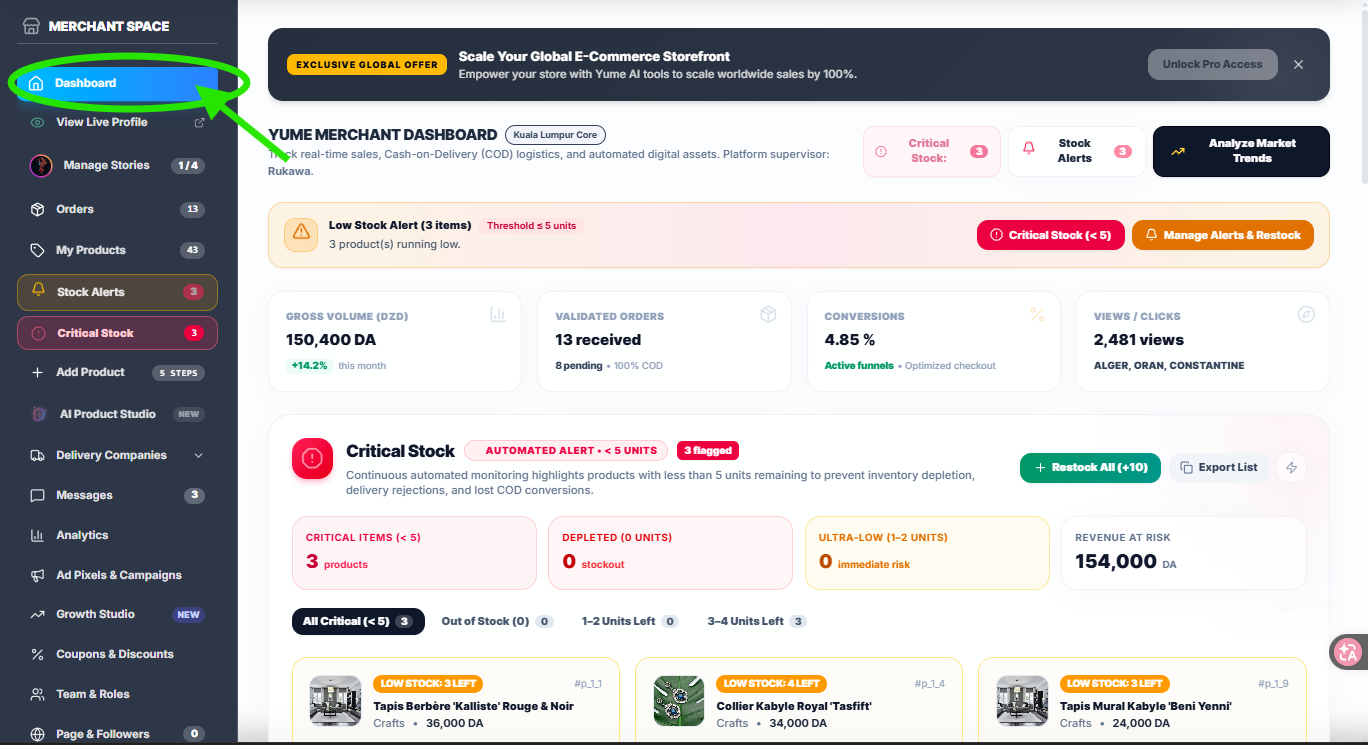 MERCHANT SPACE
Dashboard
View Live Profile
Manage Stories 1/4
Orders 13
My Products 43
Stock Alerts 3
Critical Stock 3
Add Product 5 STEPS
AI Product Studio NEW
Delivery Companies
Messages 3
Analytics
Ad Pixels & Campaigns
Growth Studio NEW
Coupons & Discounts
Team & Roles
Page & Followers 0
EXCLUSIVE GLOBAL OFFER
Scale Your Global E-Commerce Storefront
Empower your store with Yume AI tools to scale worldwide sales by 100%.
Unlock Pro Access
YUME MERCHANT DASHBOARD Kuala Lumpur Core
Track real-time sales, Cash-on-Delivery (COD) logistics, and automated digital assets. Platform supervisor:
Rukawa.
Critical
Stock: 3
Stock
Alerts 3
Analyze Market
Trends
Low Stock Alert (3 items) Threshold ≤ 5 units
3 product(s) running low.
Critical Stock (< 5)
Manage Alerts & Restock
GROSS VOLUME (DZD)
150,400 DA
+14.2% this month
VALIDATED ORDERS
13 received
8 pending • 100% COD
CONVERSIONS
4.85 %
Active funnels • Optimized checkout
VIEWS / CLICKS
2,481 views
ALGER, ORAN, CONSTANTINE
Critical Stock AUTOMATED ALERT • < 5 UNITS 3 flagged
Continuous automated monitoring highlights products with less than 5 units remaining to prevent inventory depletion,
delivery rejections, and lost COD conversions.
Restock All (+10)
Export List
CRITICAL ITEMS (< 5)
3 products
DEPLETED (0 UNITS)
0 stockout
ULTRA-LOW (1–2 UNITS)
0 immediate risk
REVENUE AT RISK
154,000 DA
All Critical (< 5) 3 Out of Stock (0) 0 1–2 Units Left 0 3–4 Units Left 3
LOW STOCK: 3 LEFT #p_1_1
Tapis Berbère 'Kalliste' Rouge & Noir
Crafts • 36,000 DA
LOW STOCK: 4 LEFT #p_1_4
Collier Kabyle Royal 'Tasfift'
Crafts • 34,000 DA
LOW STOCK: 3 LEFT #p_1_9
Tapis Mural Kabyle 'Beni Yenni'
Crafts • 24,000 DA